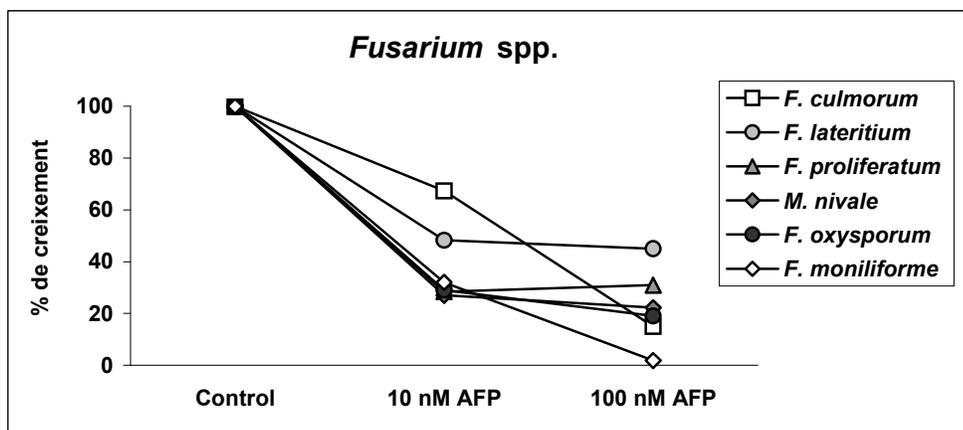 Fusarium spp.
% de creixement
100
80
60
40
20
0
Control
10 nM AFP
100 nM AFP
F. culmorum
F. lateritium
F. proliferatum
M. nivale
F. oxysporum
F. moniliforme